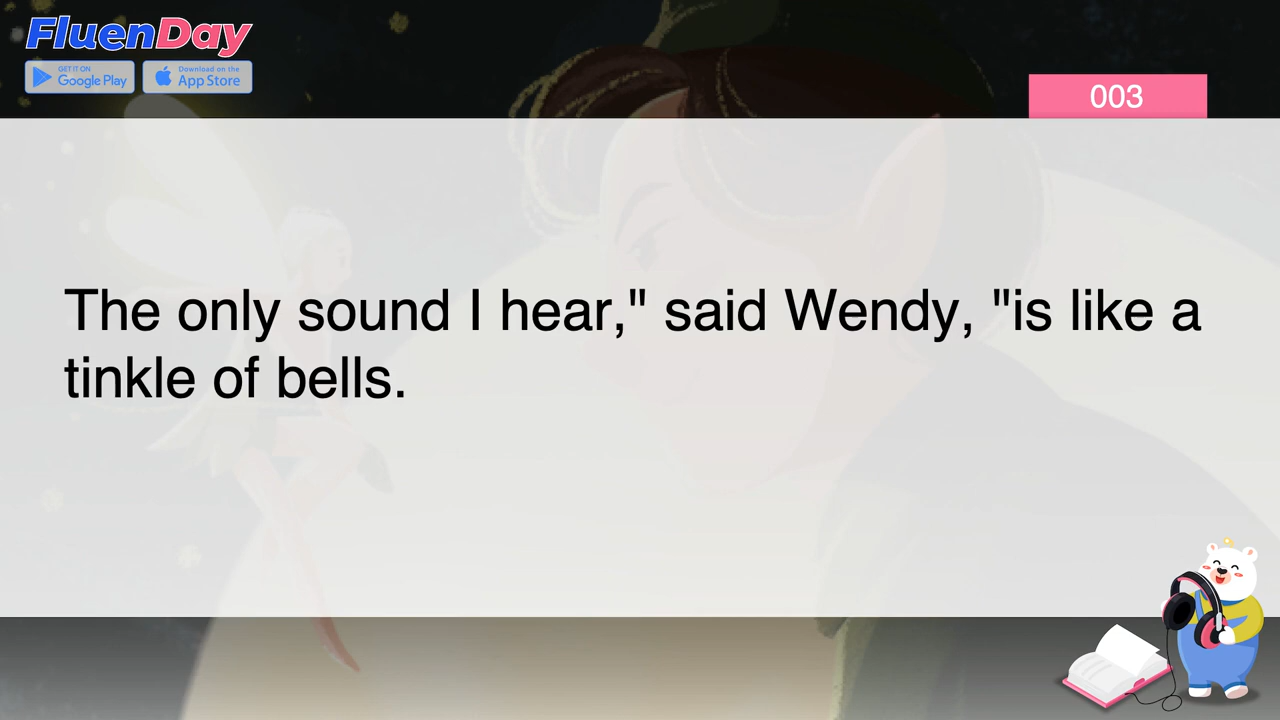 FluenDay
GET IT ON
Google Play
Download on the
App Store
003
The only sound I hear," said Wendy, "is like a
tinkle of bells.